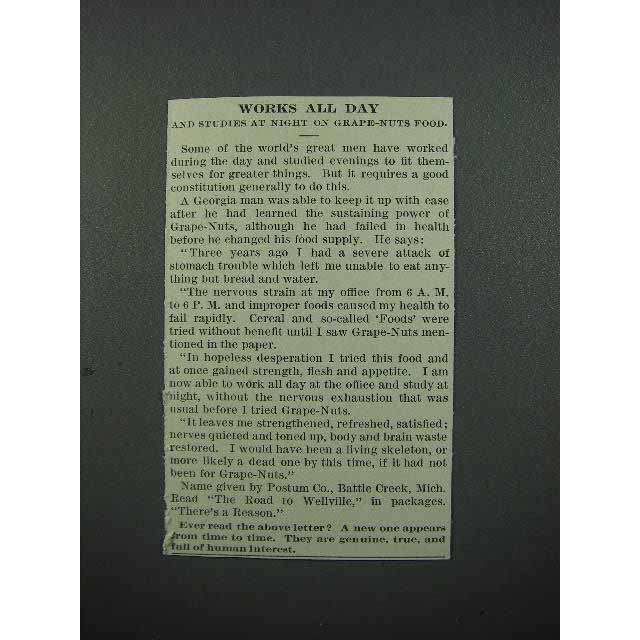 WORKS ALL DAY
AND STUDIES AT NIGHT ON GRAPE-NUTS FOOD.
Some of the world's great men have worked
during the day and studied evenings to fit them-
selves for greater things. But it requires a good
constitution generally to do this.
A Georgia man was able to keep it up with ease
after he had learned the sustaining power of
Grape-Nuts, although he had failed in health
before he changed his food supply. He says:
"Three years ago I had a severe attack of
stomach trouble which left me unable to eat any-
thing but bread and water.
"The nervous strain at my office from 6 A. M.
to 6 P. M. and improper foods caused my health to
fail rapidly. Cereal and so-called 'Foods' were
tried without benefit until I saw Grape-Nuts men-
tioned in the paper.
"In hopeless desperation I tried this food and
at once gained strength, flesh and appetite. I am
now able to work all day at the office and study at
night, without the nervous exhaustion that was
usual before I tried Grape-Nuts.
"It leaves me strengthened, refreshed, satisfied;
nerves quieted and toned up, body and brain waste
restored. I would have been a living skeleton, or
more likely a dead one by this time, if it had not
been for Grape-Nuts."
Name given by Postum Co., Battle Creek, Mich.
Read "The Road to Wellville," in packages.
"There's a Reason."
Ever read the above letter? A new one appears
from time to time. They are genuine, true, and
full of human interest.